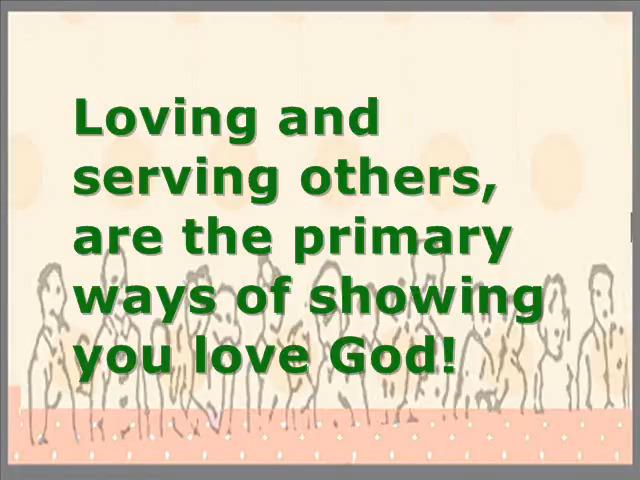 Loving and
serving others,
are the primary
ways of showing
you love God!